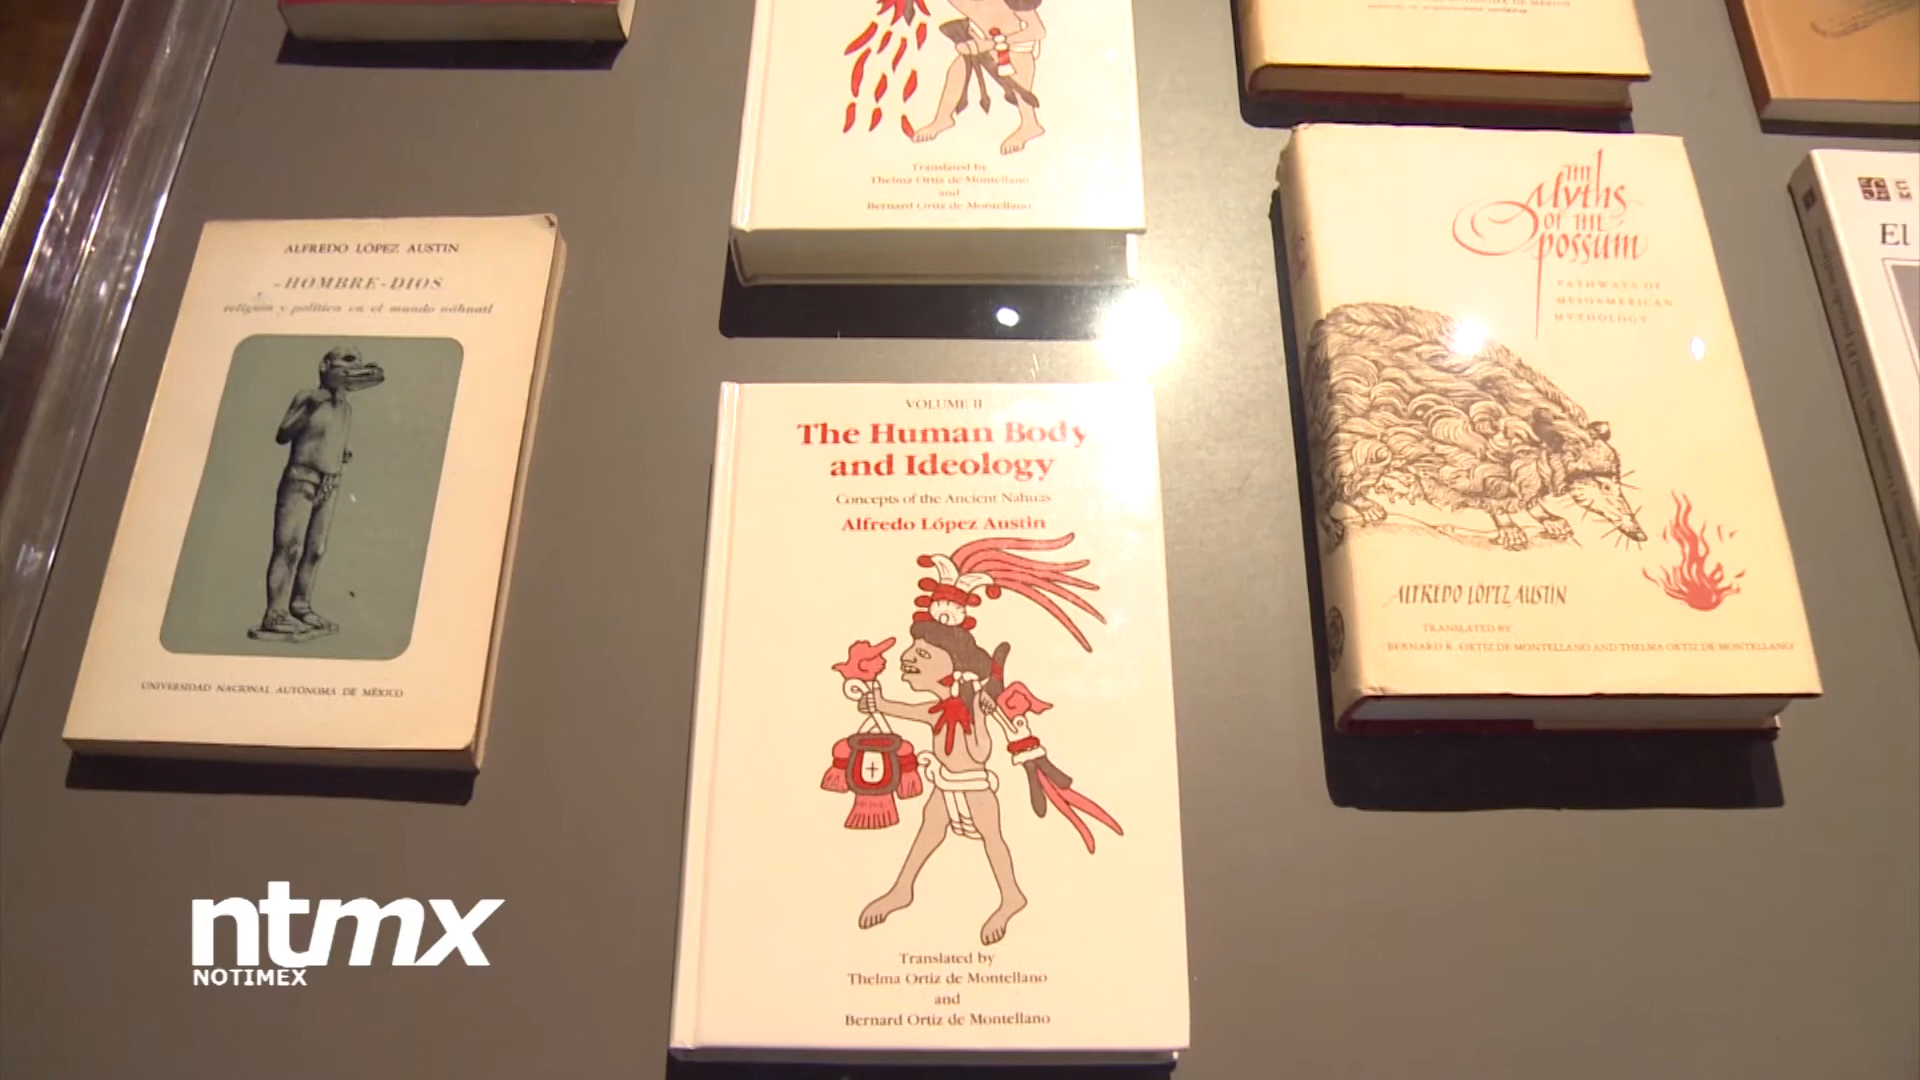 Translated by
Thelma Ortiz de Montellano
and
Bernard Ortiz de Montellano
ALFREDO LÓPEZ AUSTIN
-HOMBRE-DIOS
religión y política en el mundo náhuatl
UNIVERSIDAD NACIONAL AUTÓNOMA DE MÉXICO
VOLUME II
The Human Body
and Ideology
Concepts of the Ancient Nahuas
Alfredo López Austin
Translated by
Thelma Ortiz de Montellano
and
Bernard Ortiz de Montellano
THE
Myths
OF THE
Opossum
PATHWAYS OF
MESOAMERICAN
MYTHOLOGY
ALFREDO LÓPEZ AUSTIN
TRANSLATED BY
BERNARD R. ORTIZ DE MONTELLANO AND THELMA ORTIZ DE MONTELLANO
El
ntmx
NOTIMEX